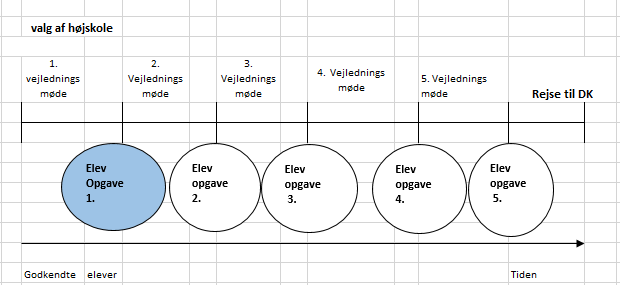 valg af højskole
1.
vejlednings
møde
2.
Vejlednings
møde
3.
Vejlednings
møde
4. Vejlednings
møde
5. Vejlednings
møde
Rejse til DK
Elev
Opgave
1.
Elev
opgave
2.
Elev
opgave
3.
Elev
opgave
4.
Elev
opgave
5.
Godkendte elever
Tiden